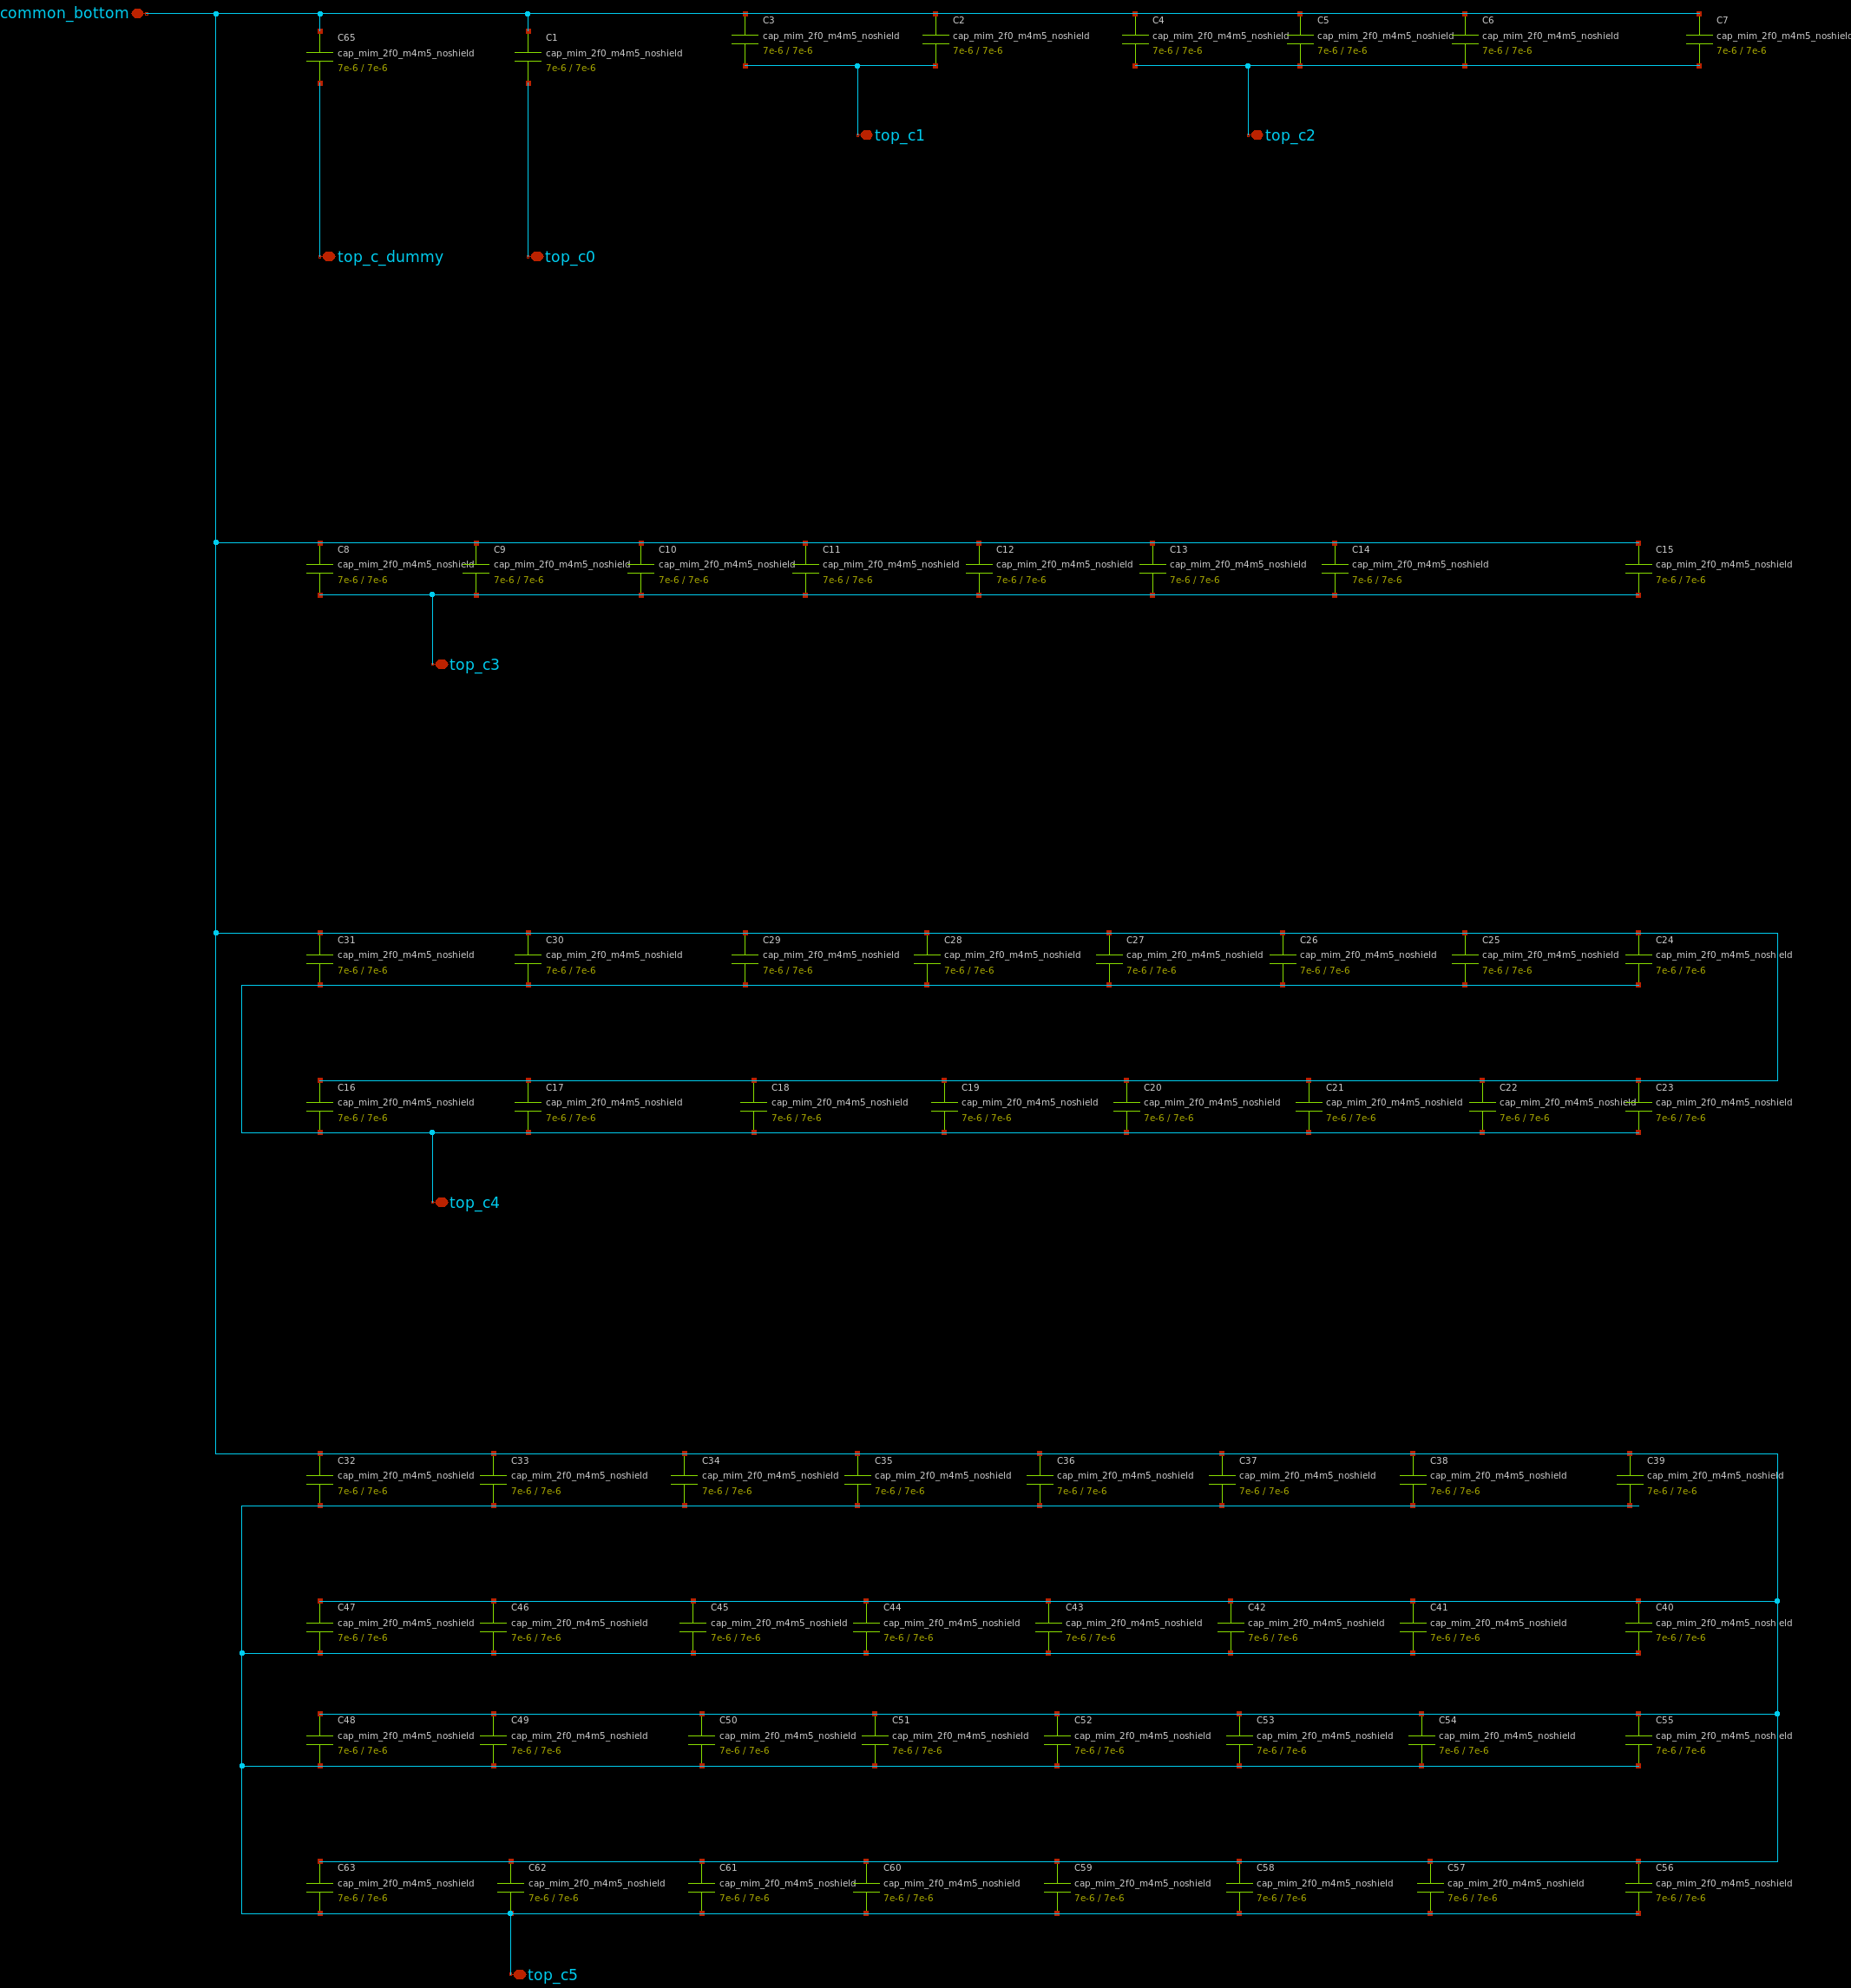 common_bottom
C65
cap_mim_2f0_m4m5_noshield
7e-6 / 7e-6
C1
cap_mim_2f0_m4m5_noshield
7e-6 / 7e-6
C3
cap_mim_2f0_m4m5_noshield
7e-6 / 7e-6
C2
cap_mim_2f0_m4m5_noshield
7e-6 / 7e-6
C4
cap_mim_2f0_m4m5_noshield
7e-6 / 7e-6
C5
cap_mim_2f0_m4m5_noshield
7e-6 / 7e-6
C6
cap_mim_2f0_m4m5_noshield
7e-6 / 7e-6
C7
cap_mim_2f0_m4m5_noshield
7e-6 / 7e-6
top_c1
top_c2
top_c_dummy
top_c0
C8
cap_mim_2f0_m4m5_noshield
7e-6 / 7e-6
C9
cap_mim_2f0_m4m5_noshield
7e-6 / 7e-6
C10
cap_mim_2f0_m4m5_noshield
7e-6 / 7e-6
C11
cap_mim_2f0_m4m5_noshield
7e-6 / 7e-6
C12
cap_mim_2f0_m4m5_noshield
7e-6 / 7e-6
C13
cap_mim_2f0_m4m5_noshield
7e-6 / 7e-6
C14
cap_mim_2f0_m4m5_noshield
7e-6 / 7e-6
C15
cap_mim_2f0_m4m5_noshield
7e-6 / 7e-6
top_c3
C31
cap_mim_2f0_m4m5_noshield
7e-6 / 7e-6
C30
cap_mim_2f0_m4m5_noshield
7e-6 / 7e-6
C29
cap_mim_2f0_m4m5_noshield
7e-6 / 7e-6
C28
cap_mim_2f0_m4m5_noshield
7e-6 / 7e-6
C27
cap_mim_2f0_m4m5_noshield
7e-6 / 7e-6
C26
cap_mim_2f0_m4m5_noshield
7e-6 / 7e-6
C25
cap_mim_2f0_m4m5_noshield
7e-6 / 7e-6
C24
cap_mim_2f0_m4m5_noshield
7e-6 / 7e-6
C16
cap_mim_2f0_m4m5_noshield
7e-6 / 7e-6
C17
cap_mim_2f0_m4m5_noshield
7e-6 / 7e-6
C18
cap_mim_2f0_m4m5_noshield
7e-6 / 7e-6
C19
cap_mim_2f0_m4m5_noshield
7e-6 / 7e-6
C20
cap_mim_2f0_m4m5_noshield
7e-6 / 7e-6
C21
cap_mim_2f0_m4m5_noshield
7e-6 / 7e-6
C22
cap_mim_2f0_m4m5_noshield
7e-6 / 7e-6
C23
cap_mim_2f0_m4m5_noshield
7e-6 / 7e-6
top_c4
C32
cap_mim_2f0_m4m5_noshield
7e-6 / 7e-6
C33
cap_mim_2f0_m4m5_noshield
7e-6 / 7e-6
C34
cap_mim_2f0_m4m5_noshield
7e-6 / 7e-6
C35
cap_mim_2f0_m4m5_noshield
7e-6 / 7e-6
C36
cap_mim_2f0_m4m5_noshield
7e-6 / 7e-6
C37
cap_mim_2f0_m4m5_noshield
7e-6 / 7e-6
C38
cap_mim_2f0_m4m5_noshield
7e-6 / 7e-6
C39
cap_mim_2f0_m4m5_noshield
7e-6 / 7e-6
C47
cap_mim_2f0_m4m5_noshield
7e-6 / 7e-6
C46
cap_mim_2f0_m4m5_noshield
7e-6 / 7e-6
C45
cap_mim_2f0_m4m5_noshield
7e-6 / 7e-6
C44
cap_mim_2f0_m4m5_noshield
7e-6 / 7e-6
C43
cap_mim_2f0_m4m5_noshield
7e-6 / 7e-6
C42
cap_mim_2f0_m4m5_noshield
7e-6 / 7e-6
C41
cap_mim_2f0_m4m5_noshield
7e-6 / 7e-6
C40
cap_mim_2f0_m4m5_noshield
7e-6 / 7e-6
C48
cap_mim_2f0_m4m5_noshield
7e-6 / 7e-6
C49
cap_mim_2f0_m4m5_noshield
7e-6 / 7e-6
C50
cap_mim_2f0_m4m5_noshield
7e-6 / 7e-6
C51
cap_mim_2f0_m4m5_noshield
7e-6 / 7e-6
C52
cap_mim_2f0_m4m5_noshield
7e-6 / 7e-6
C53
cap_mim_2f0_m4m5_noshield
7e-6 / 7e-6
C54
cap_mim_2f0_m4m5_noshield
7e-6 / 7e-6
C55
cap_mim_2f0_m4m5_noshield
7e-6 / 7e-6
C63
cap_mim_2f0_m4m5_noshield
7e-6 / 7e-6
C62
cap_mim_2f0_m4m5_noshield
7e-6 / 7e-6
C61
cap_mim_2f0_m4m5_noshield
7e-6 / 7e-6
C60
cap_mim_2f0_m4m5_noshield
7e-6 / 7e-6
C59
cap_mim_2f0_m4m5_noshield
7e-6 / 7e-6
C58
cap_mim_2f0_m4m5_noshield
7e-6 / 7e-6
C57
cap_mim_2f0_m4m5_noshield
7e-6 / 7e-6
C56
cap_mim_2f0_m4m5_noshield
7e-6 / 7e-6
top_c5